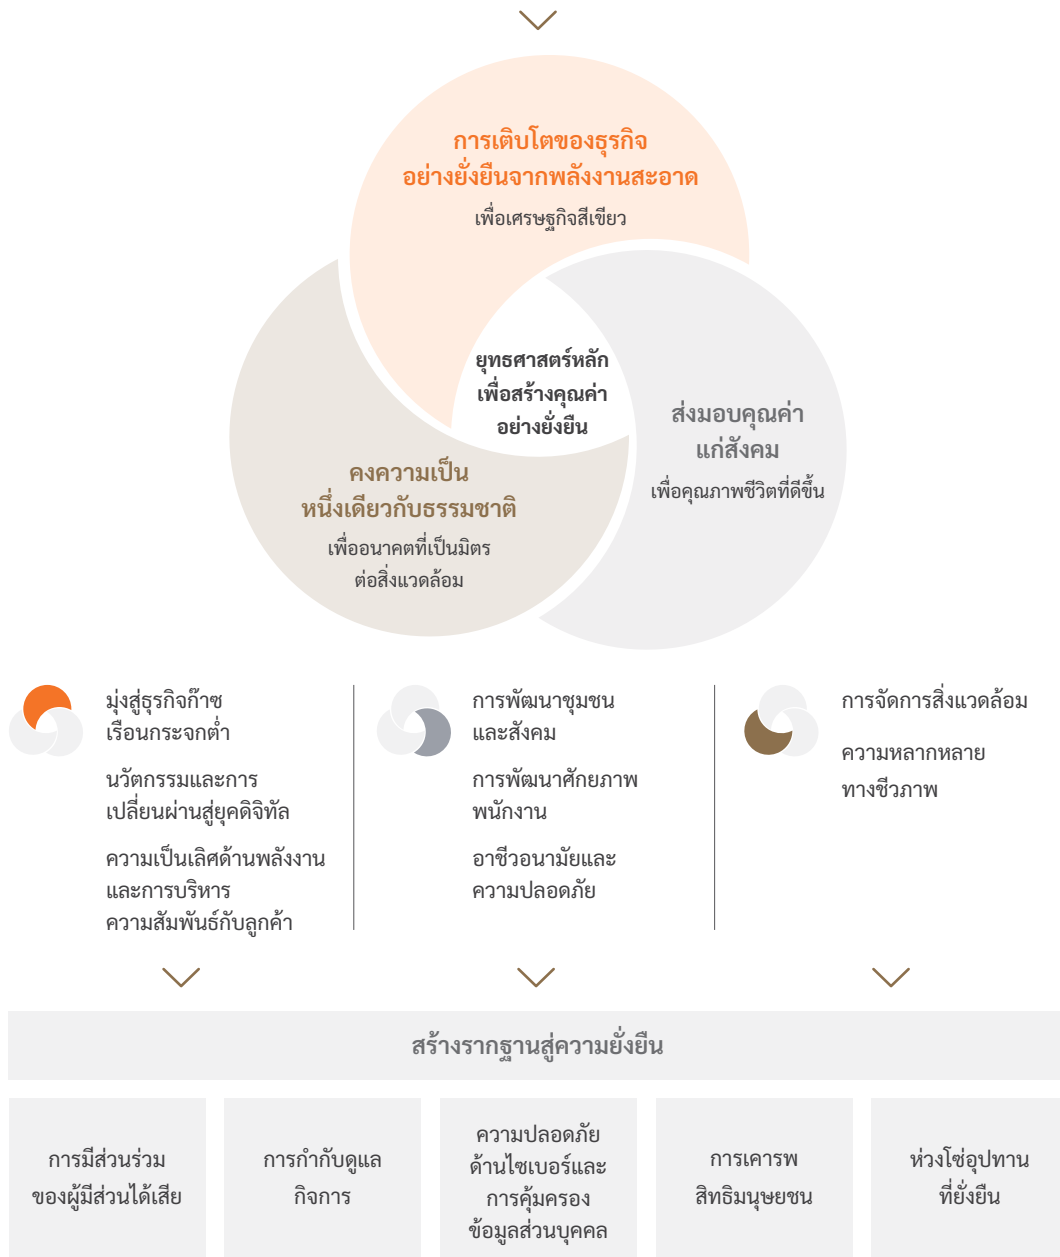 การเติบโตของธุรกิจ
อย่างยั่งยืนจากพลังงานสะอาด
เพื่อเศรษฐกิจสีเขียว
ยุทธศาสตร์หลัก
เพื่อสร้างคุณค่า
อย่างยั่งยืน
ส่งมอบคุณค่า
แก่สังคม
เพื่อคุณภาพชีวิตที่ดีขึ้น
คงความเป็น
หนึ่งเดียวกับธรรมชาติ
เพื่ออนาคตที่เป็นมิตร
ต่อสิ่งแวดล้อม
มุ่งสู่ธุรกิจก๊าซ
เรือนกระจกต่ำ
นวัตกรรมและการ
เปลี่ยนผ่านสู่ยุคดิจิทัล
ความเป็นเลิศด้านพลังงาน
และการบริหาร
ความสัมพันธ์กับลูกค้า
การพัฒนาชุมชน
และสังคม
การพัฒนาศักยภาพ
พนักงาน
อาชีวอนามัยและ
ความปลอดภัย
การจัดการสิ่งแวดล้อม
ความหลากหลาย
ทางชีวภาพ
สร้างรากฐานสู่ความยั่งยืน
การมีส่วนร่วม
ของผู้มีส่วนได้เสีย
การกำกับดูแล
กิจการ
ความปลอดภัย
ด้านไซเบอร์และ
การคุ้มครอง
ข้อมูลส่วนบุคคล
การเคารพ
สิทธิมนุษยชน
ห่วงโซ่อุปทาน
ที่ยั่งยืน